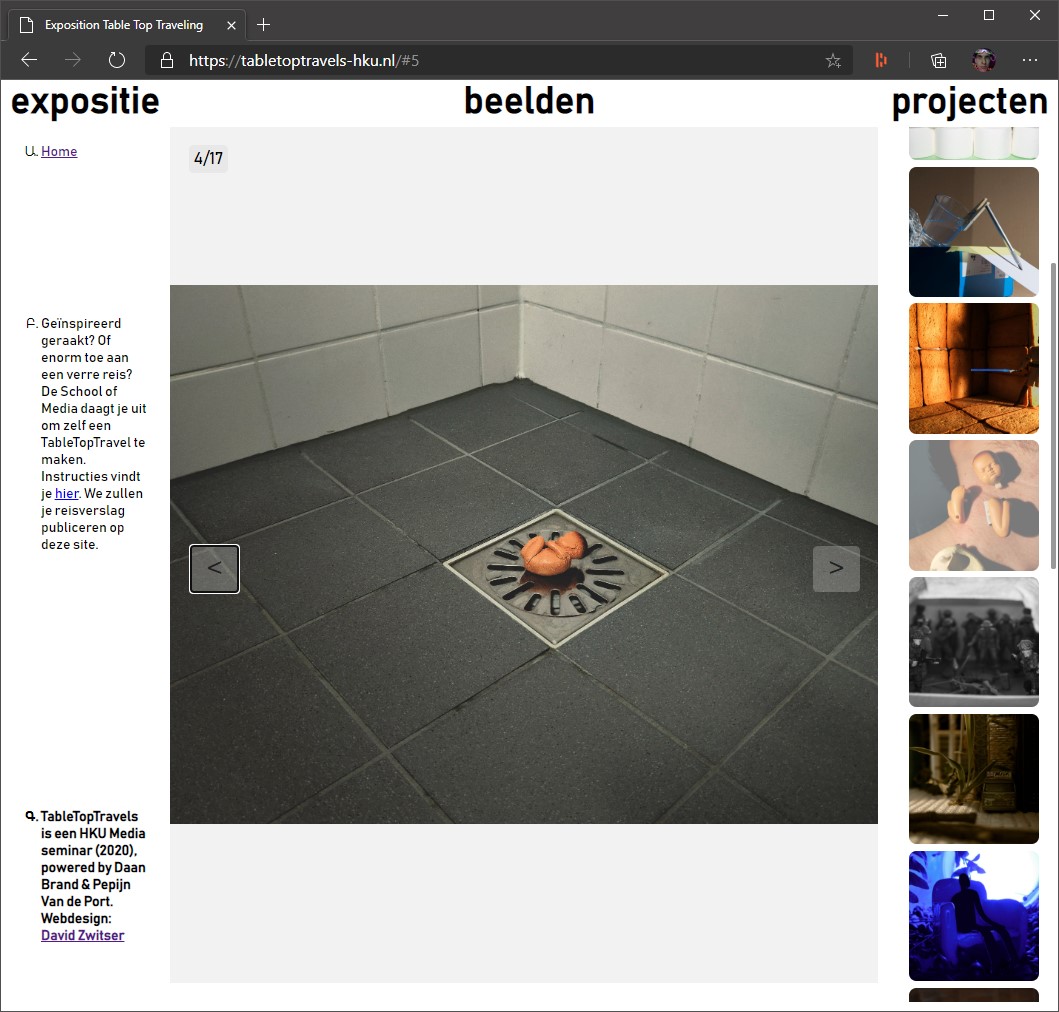 Exposition Table Top Traveling
https://tabletoptravels-hku.nl/#5
expositie
beelden
projecten
Home
4/17
Geïnspireerd
geraakt? Of
enorm toe aan
een verre reis?
De School of
Media daagt je uit
om zelf een
TableTopTravel te
maken.
Instructies vindt
je hier. We zullen
je reisverslag
publiceren op
deze site.
<
>
TableTopTravels
is een HKU Media
seminar (2020),
powered by Daan
Brand & Pepijn
Van de Port.
Webdesign:
David Zwitser